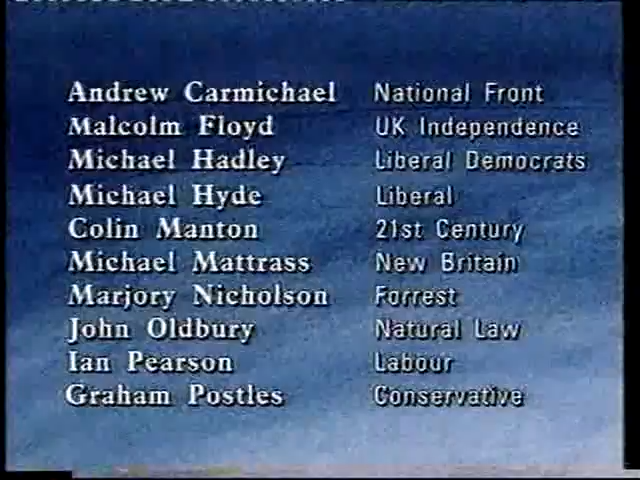 Andrew Carmichael National Front
Malcolm Floyd UK Independence
Michael Hadley Liberal Democrats
Michael Hyde Liberal
Colin Manton 21st Century
Michael Mattrass New Britain
Marjory Nicholson Forrest
John Oldbury Natural Law
Ian Pearson Labour
Graham Postles Conservative